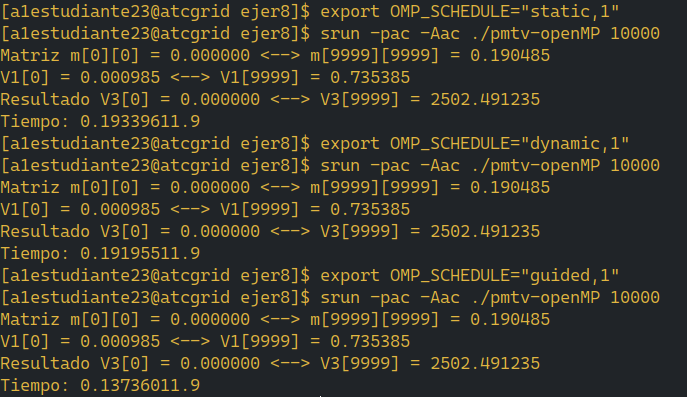 [a1estudiante23@atcgrid ejer8]$ export OMP_SCHEDULE="static,1"
[a1estudiante23@atcgrid ejer8]$ srun -pac -Aac ./pmtv-openMP 10000
Matriz m[0][0] = 0.000000 <--> m[9999][9999] = 0.190485
V1[0] = 0.000985 <--> V1[9999] = 0.735385
Resultado V3[0] = 0.000000 <--> V3[9999] = 2502.491235
Tiempo: 0.19339611.9
[a1estudiante23@atcgrid ejer8]$ export OMP_SCHEDULE="dynamic,1"
[a1estudiante23@atcgrid ejer8]$ srun -pac -Aac ./pmtv-openMP 10000
Matriz m[0][0] = 0.000000 <--> m[9999][9999] = 0.190485
V1[0] = 0.000985 <--> V1[9999] = 0.735385
Resultado V3[0] = 0.000000 <--> V3[9999] = 2502.491235
Tiempo: 0.19195511.9
[a1estudiante23@atcgrid ejer8]$ export OMP_SCHEDULE="guided,1"
[a1estudiante23@atcgrid ejer8]$ srun -pac -Aac ./pmtv-openMP 10000
Matriz m[0][0] = 0.000000 <--> m[9999][9999] = 0.190485
V1[0] = 0.000985 <--> V1[9999] = 0.735385
Resultado V3[0] = 0.000000 <--> V3[9999] = 2502.491235
Tiempo: 0.13736011.9